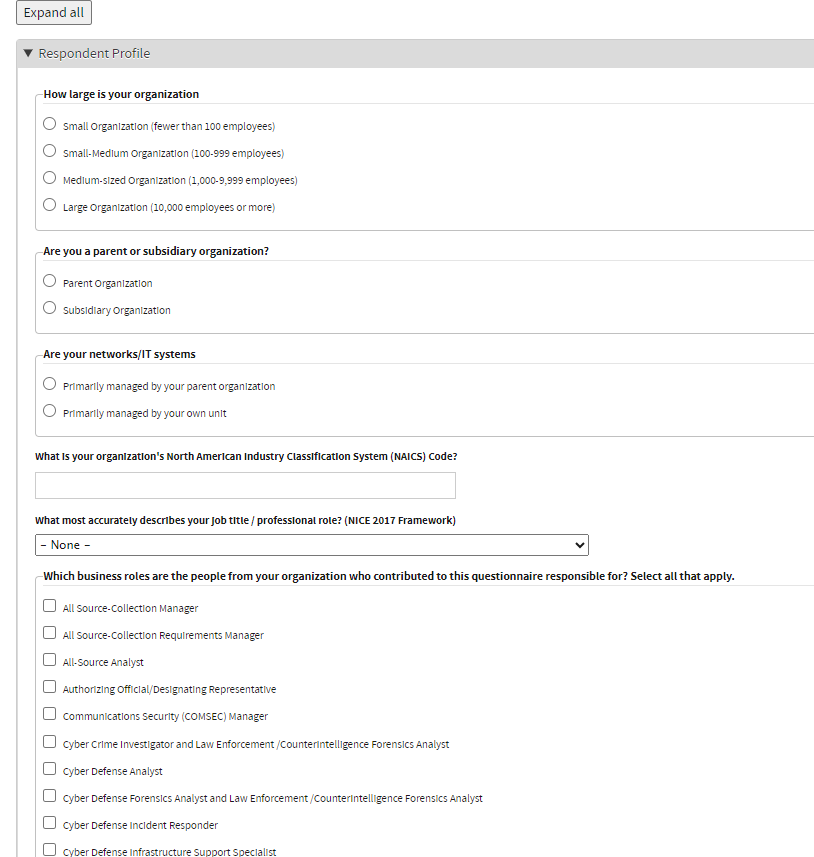 Expand all
Respondent Profile
How large is your organization
Small Organization (fewer than 100 employees)
Small-Medium Organization (100-999 employees)
Medium-sized Organization (1,000-9,999 employees)
Large Organization (10,000 employees or more)
Are you a parent or subsidiary organization?
Parent Organization
Subsidiary Organization
Are your networks/IT systems
Primarily managed by your parent organization
Primarily managed by your own unit
What is your organization's North American Industry Classification System (NAICS) Code?
What most accurately describes your job title / professional role? (NICE 2017 Framework)
– None –
Which business roles are the people from your organization who contributed to this questionnaire responsible for? Select all that apply.
All Source-Collection Manager
All Source-Collection Requirements Manager
All-Source Analyst
Authorizing Official/Designating Representative
Communications Security (COMSEC) Manager
Cyber Crime Investigator and Law Enforcement /Counterintelligence Forensics Analyst
Cyber Defense Analyst
Cyber Defense Forensics Analyst and Law Enforcement /Counterintelligence Forensics Analyst
Cyber Defense Incident Responder
Cyber Defense Infrastructure Support Specialist